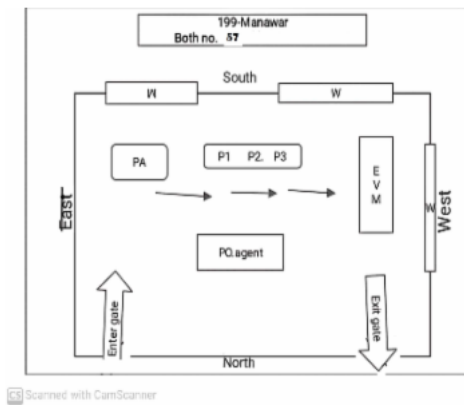 199-Manawar
Both no. 57
South
W
W
PA
P1 P2. P3
E
V
M
W
East
West
PO.agent
Enter gate
Exit gate
North
CS Scanned with CamScanner